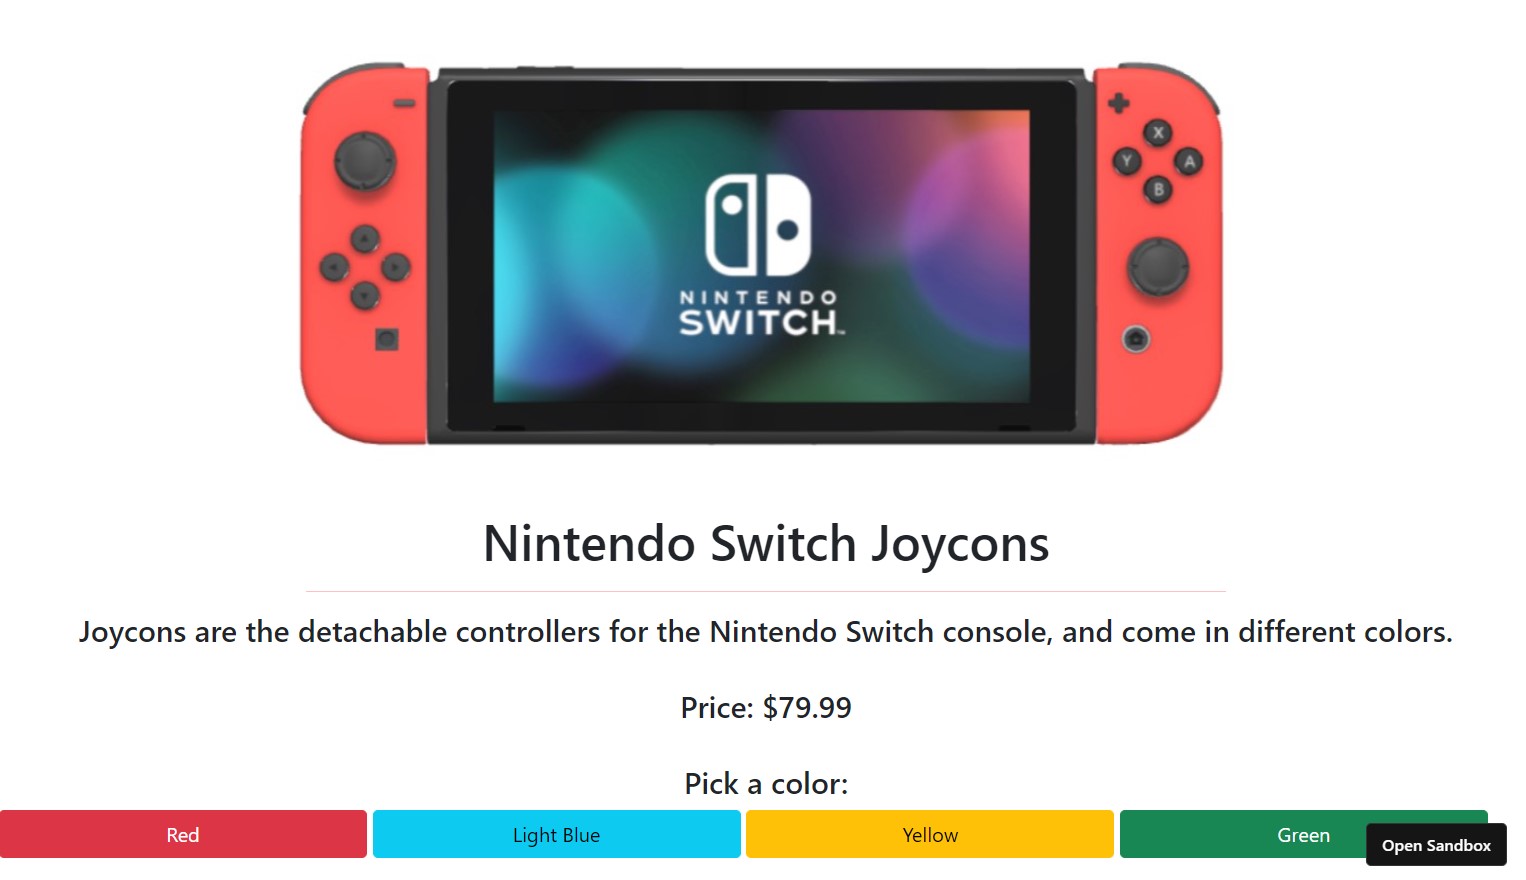 X
Y
A
B
NINTENDO
SWITCH
Nintendo Switch Joycons
Joycons are the detachable controllers for the Nintendo Switch console, and come in different colors.
Price: $79.99
Pick a color:
Red
Light Blue
Yellow
Green
Open Sandbox